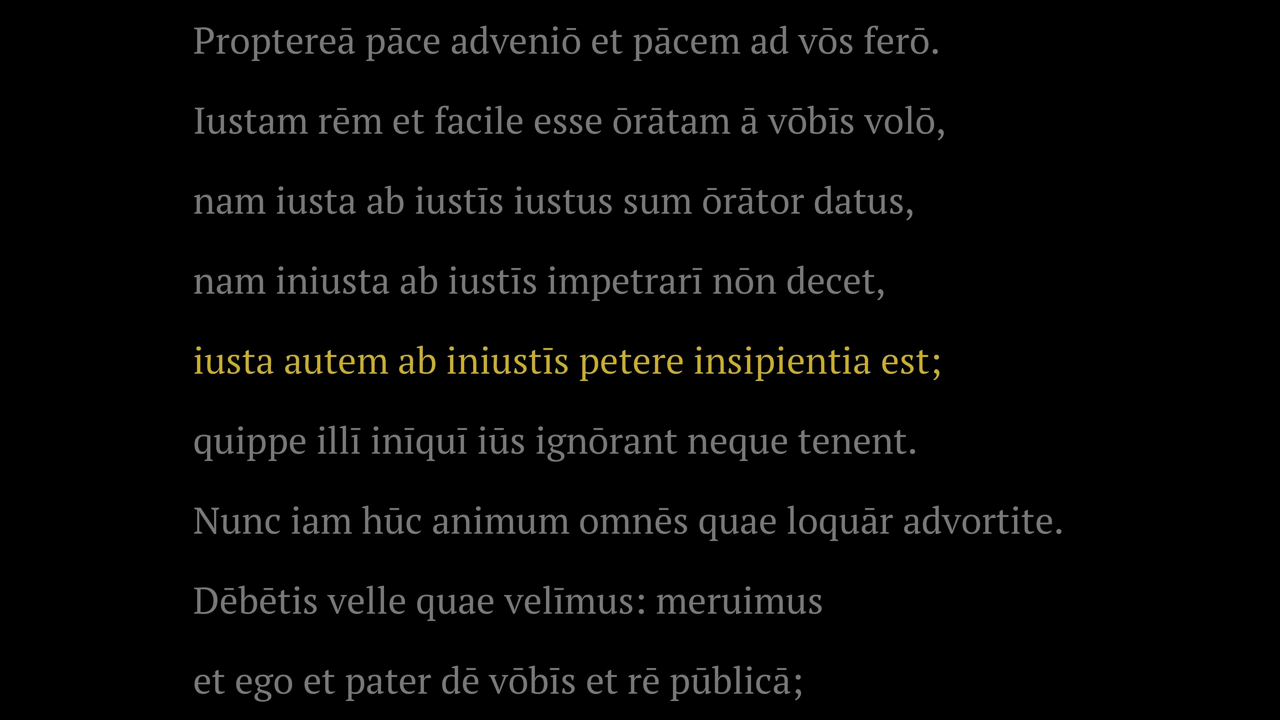 Proptereā pāce adveniō et pācem ad vōs ferō.
Iustam rēm et facile esse ōrātam ā vōbīs volō,
nam iusta ab iustīs iustus sum ōrātor datus,
nam iniusta ab iustīs impetrarī nōn decet,
iusta autem ab iniustīs petere insipientia est;
quippe illī inīquī iūs ignōrant neque tenent.
Nunc iam hūc animum omnēs quae loquār advortite.
Dēbētis velle quae velīmus: meruimus
et ego et pater dē vōbīs et rē pūblicā;